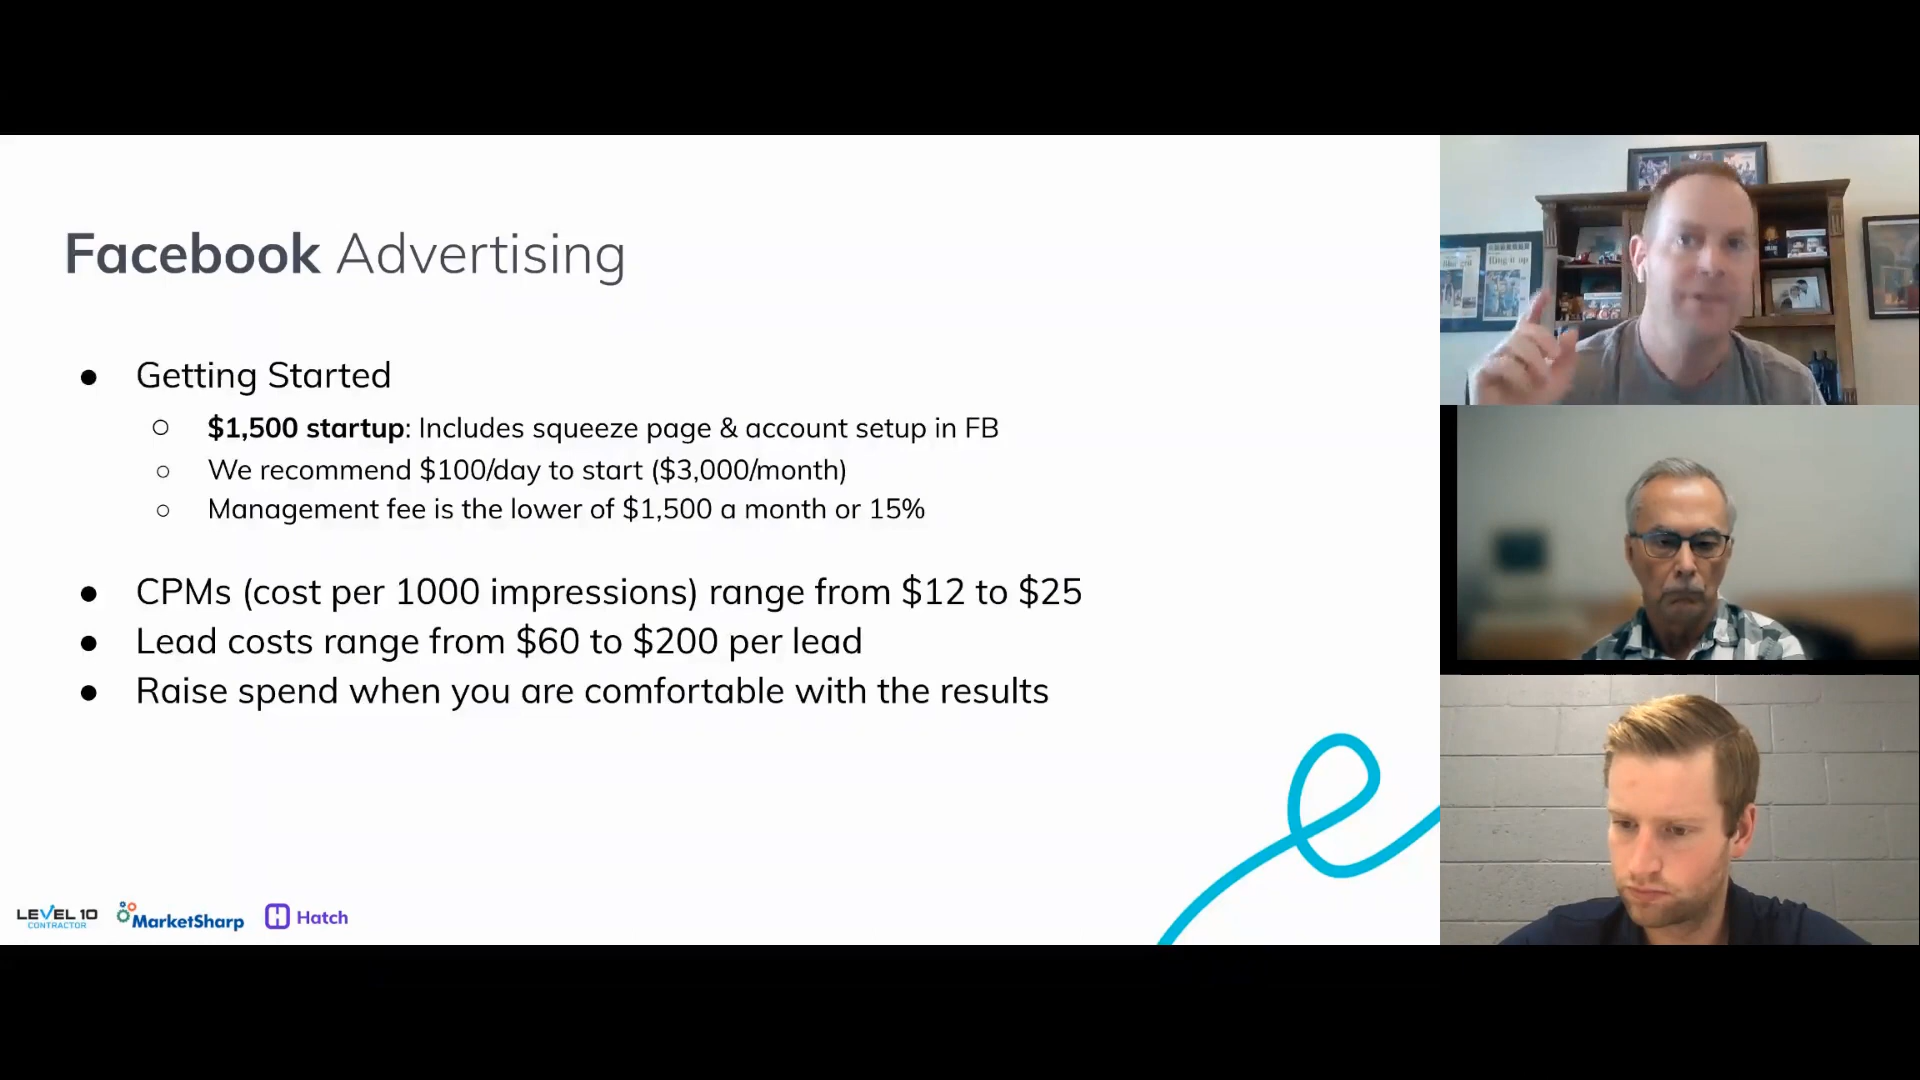 Facebook Advertising
● Getting Started
○ $1,500 startup: Includes squeeze page & account setup in FB
○ We recommend $100/day to start ($3,000/month)
○ Management fee is the lower of $1,500 a month or 15%
● CPMs (cost per 1000 impressions) range from $12 to $25
● Lead costs range from $60 to $200 per lead
● Raise spend when you are comfortable with the results
LEVEL 10
CONTRACTOR
MarketSharp
Hatch